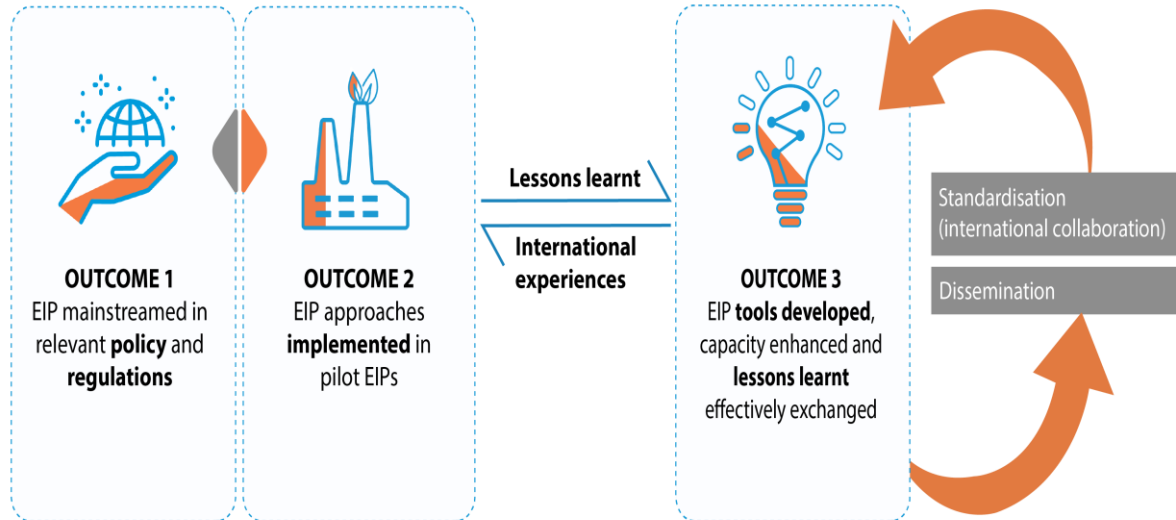 OUTCOME 1
EIP mainstreamed in
relevant policy and
regulations
OUTCOME 2
EIP approaches
implemented in
pilot EIPs
Lessons learnt
International
experiences
OUTCOME 3
EIP tools developed,
capacity enhanced and
lessons learnt
effectively exchanged
Standardisation
(international collaboration)
Dissemination